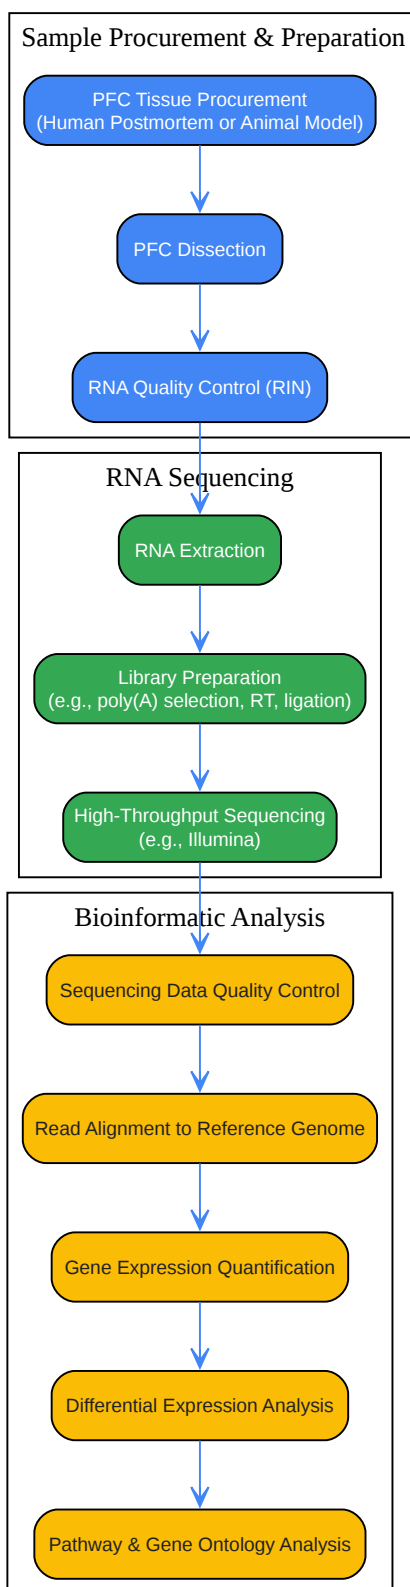 Sample Procurement & Preparation
PFC Tissue Procurement
(Human Postmortem or Animal Model)
PFC Dissection
RNA Quality Control (RIN)
RNA Sequencing
RNA Extraction
Library Preparation
(e.g., poly(A) selection, RT, ligation)
High-Throughput Sequencing
(e.g., Illumina)
Bioinformatic Analysis
Sequencing Data Quality Control
Read Alignment to Reference Genome
Gene Expression Quantification
Differential Expression Analysis
Pathway & Gene Ontology Analysis